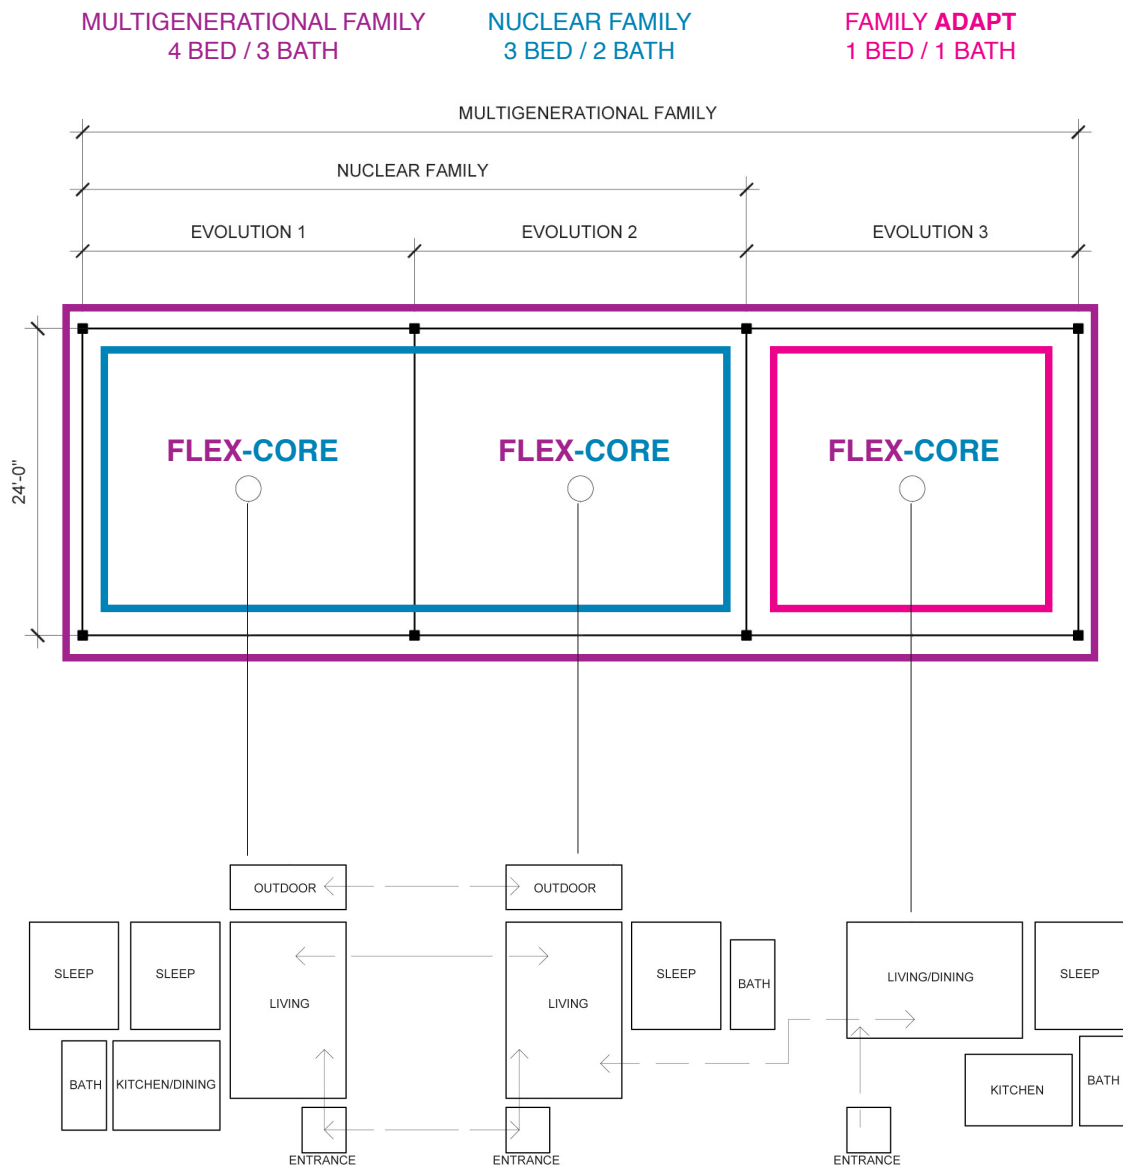 MULTIGENERATIONAL FAMILY
4 BED / 3 BATH
NUCLEAR FAMILY
3 BED / 2 BATH
FAMILY ADAPT
1 BED / 1 BATH
MULTIGENERATIONAL FAMILY
NUCLEAR FAMILY
EVOLUTION 1
EVOLUTION 2
EVOLUTION 3
24'-0"
FLEX-CORE
FLEX-CORE
FLEX-CORE
OUTDOOR
OUTDOOR
SLEEP
SLEEP
LIVING
BATH
KITCHEN/DINING
ENTRANCE
LIVING
SLEEP
BATH
ENTRANCE
LIVING/DINING
SLEEP
KITCHEN
BATH
ENTRANCE